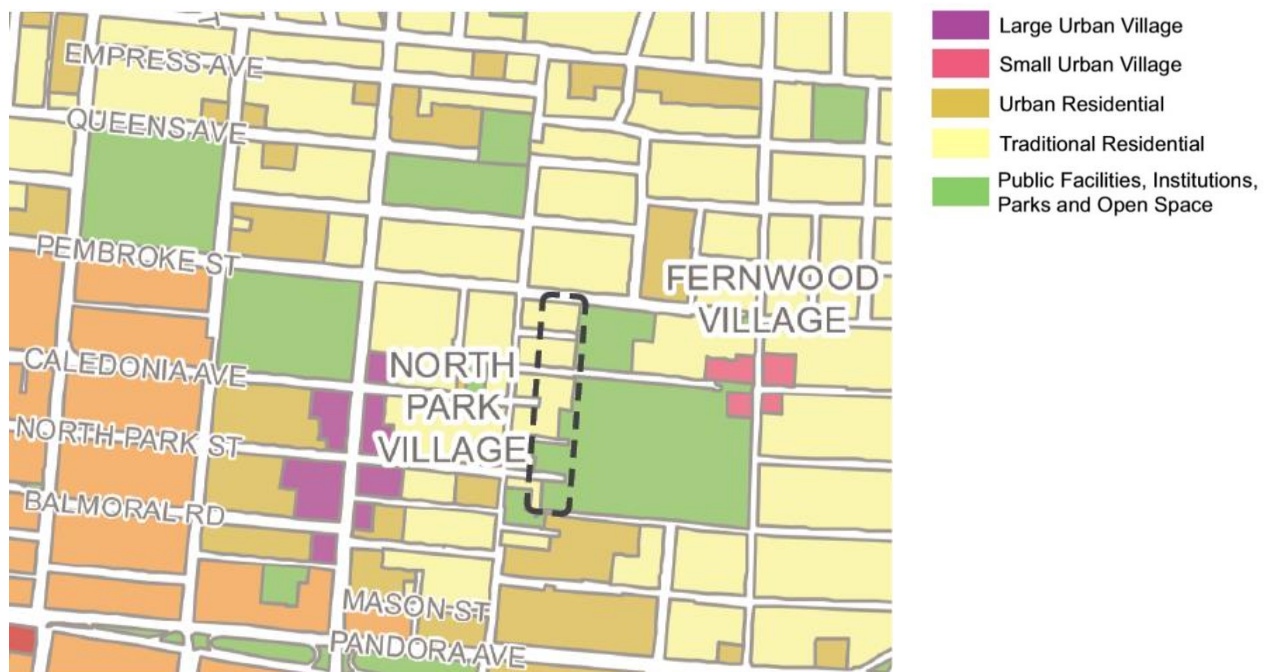 EMPRESS AVE
QUEENS AVE
PEMBROKE ST
FERNWOOD
VILLAGE
CALEDONIA AVE
NORTH
PARK
VILLAGE
NORTH PARK ST
BALMORAL RD
MASON ST
PANDORA AVE
Large Urban Village
Small Urban Village
Urban Residential
Traditional Residential
Public Facilities, Institutions,
Parks and Open Space